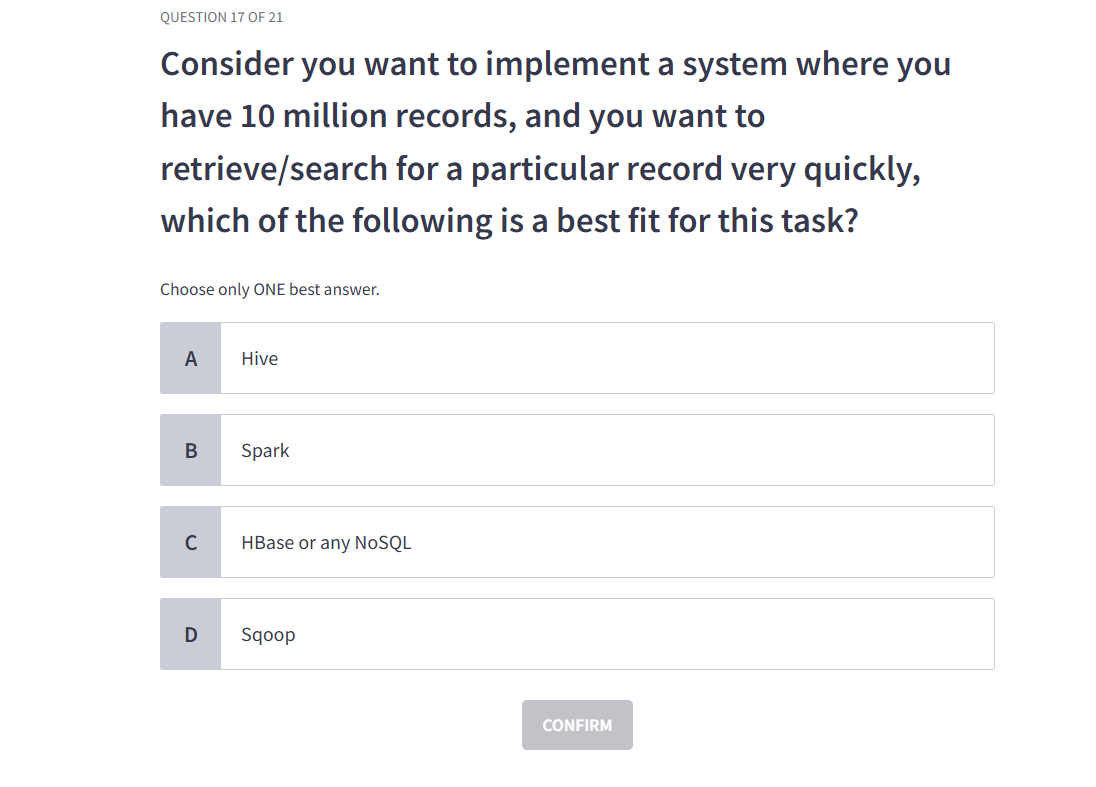 QUESTION 17 OF 21
Consider you want to implement a system where you
have 10 million records, and you want to
retrieve/search for a particular record very quickly,
which of the following is a best fit for this task?
Choose only ONE best answer.
A Hive
B Spark
C HBase or any NoSQL
D Sqoop
CONFIRM